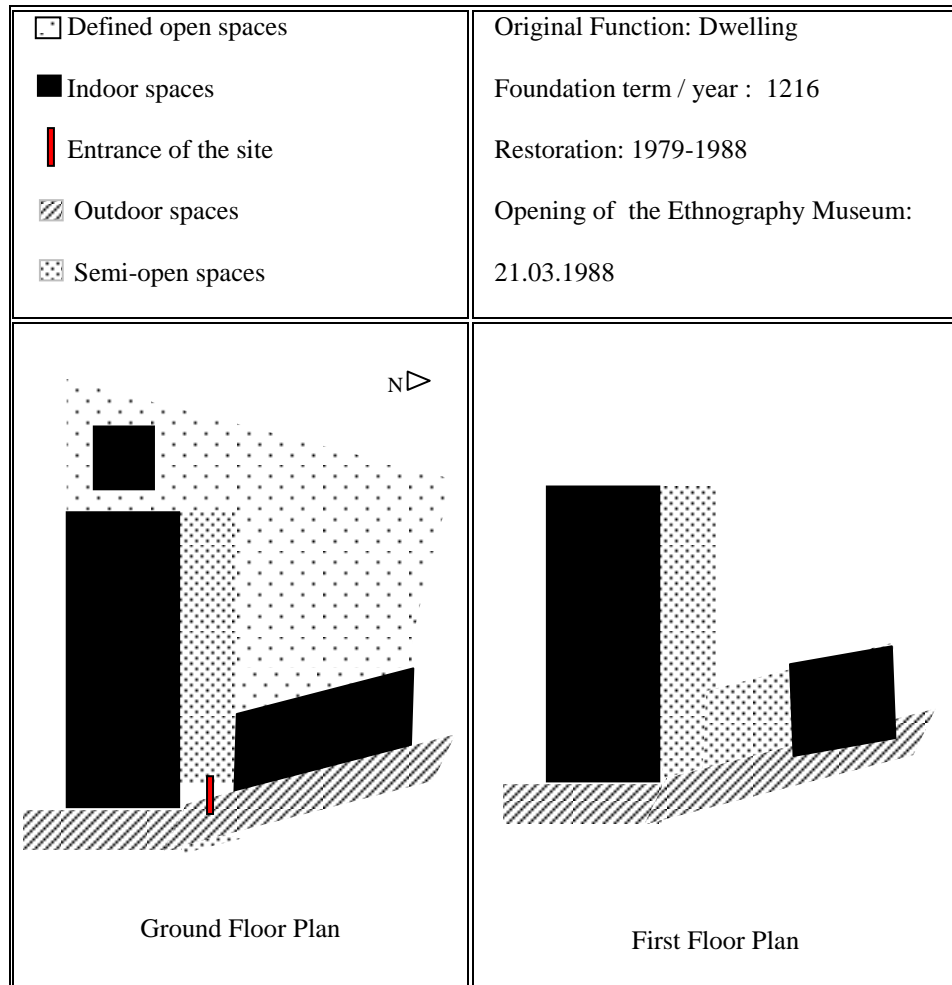 Defined open spaces
Indoor spaces
Entrance of the site
Outdoor spaces
Semi-open spaces
Original Function: Dwelling
Foundation term / year :  1216
Restoration: 1979-1988
Opening of  the Ethnography Museum:
21.03.1988
N
Ground Floor Plan
First Floor Plan